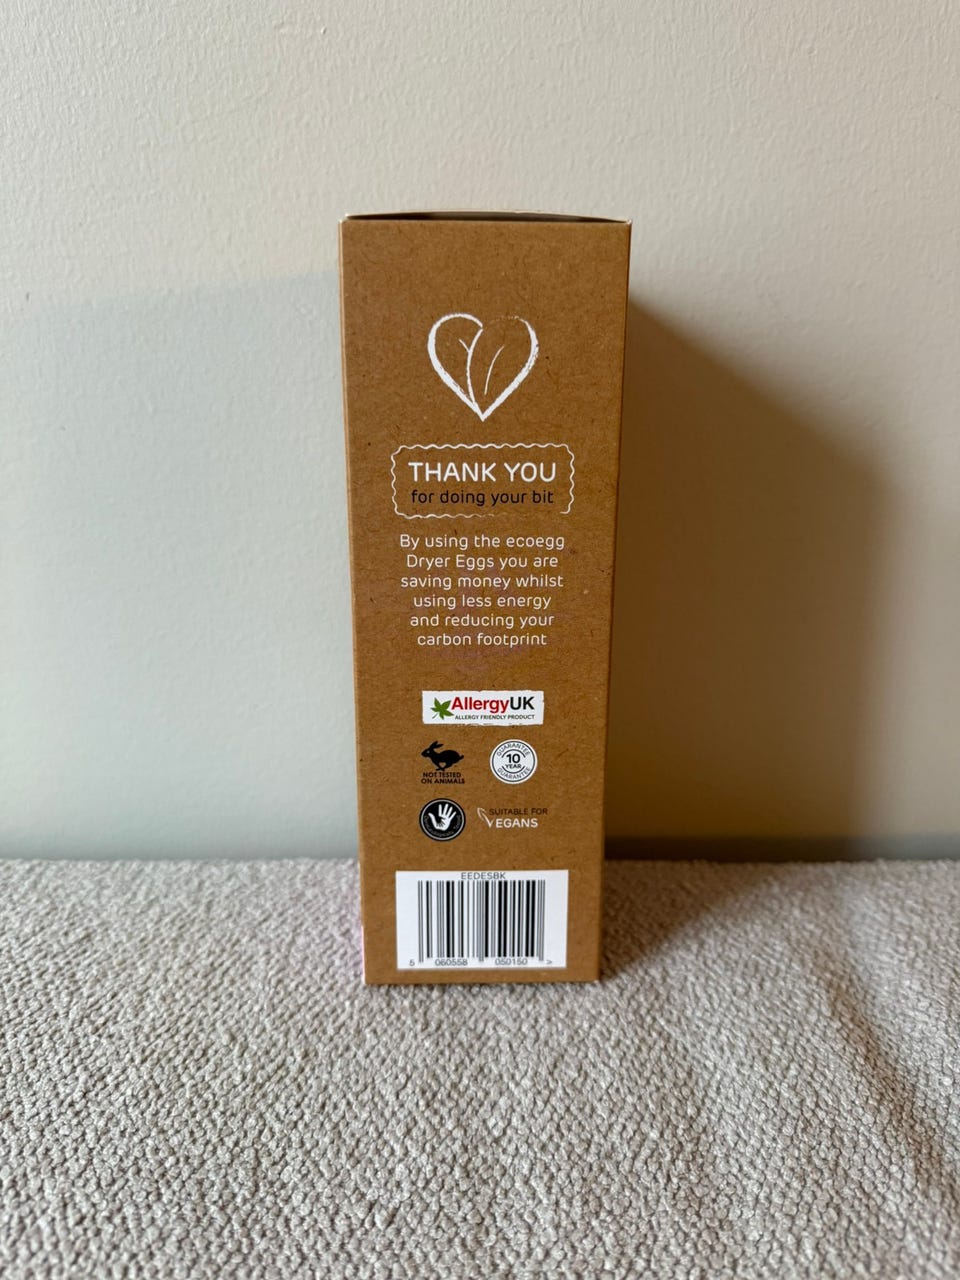 THANK YOU
for doing your bit
By using the ecoegg
Dryer Eggs you are
saving money whilst
using less energy
and reducing your
carbon footprint
AllergyUK
ALLERGY FRIENDLY PRODUCT
NOT TESTED
ON ANIMALS
GUARANTEE
10
YEAR
GUARANTEE
SUITABLE FOR
VEGANS
EEDESBK
5 060558 050150 >